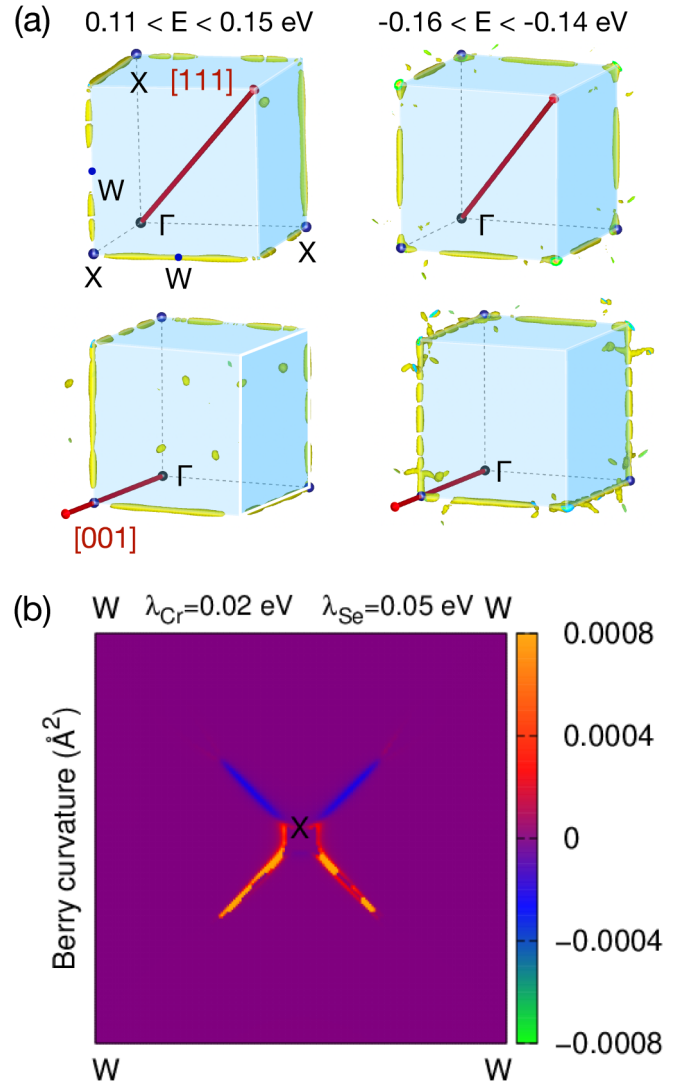 (a)
0.11 < E < 0.15 eV
-0.16 < E < -0.14 eV
X
[111]
W
Γ
X
X
W
Γ
Γ
[001]
Γ
(b)
W
λCr=0.02 eV
λSe=0.05 eV
W
0.0008
0.0004
0
−0.0004
−0.0008
Berry curvature (Å²)
X
W
W